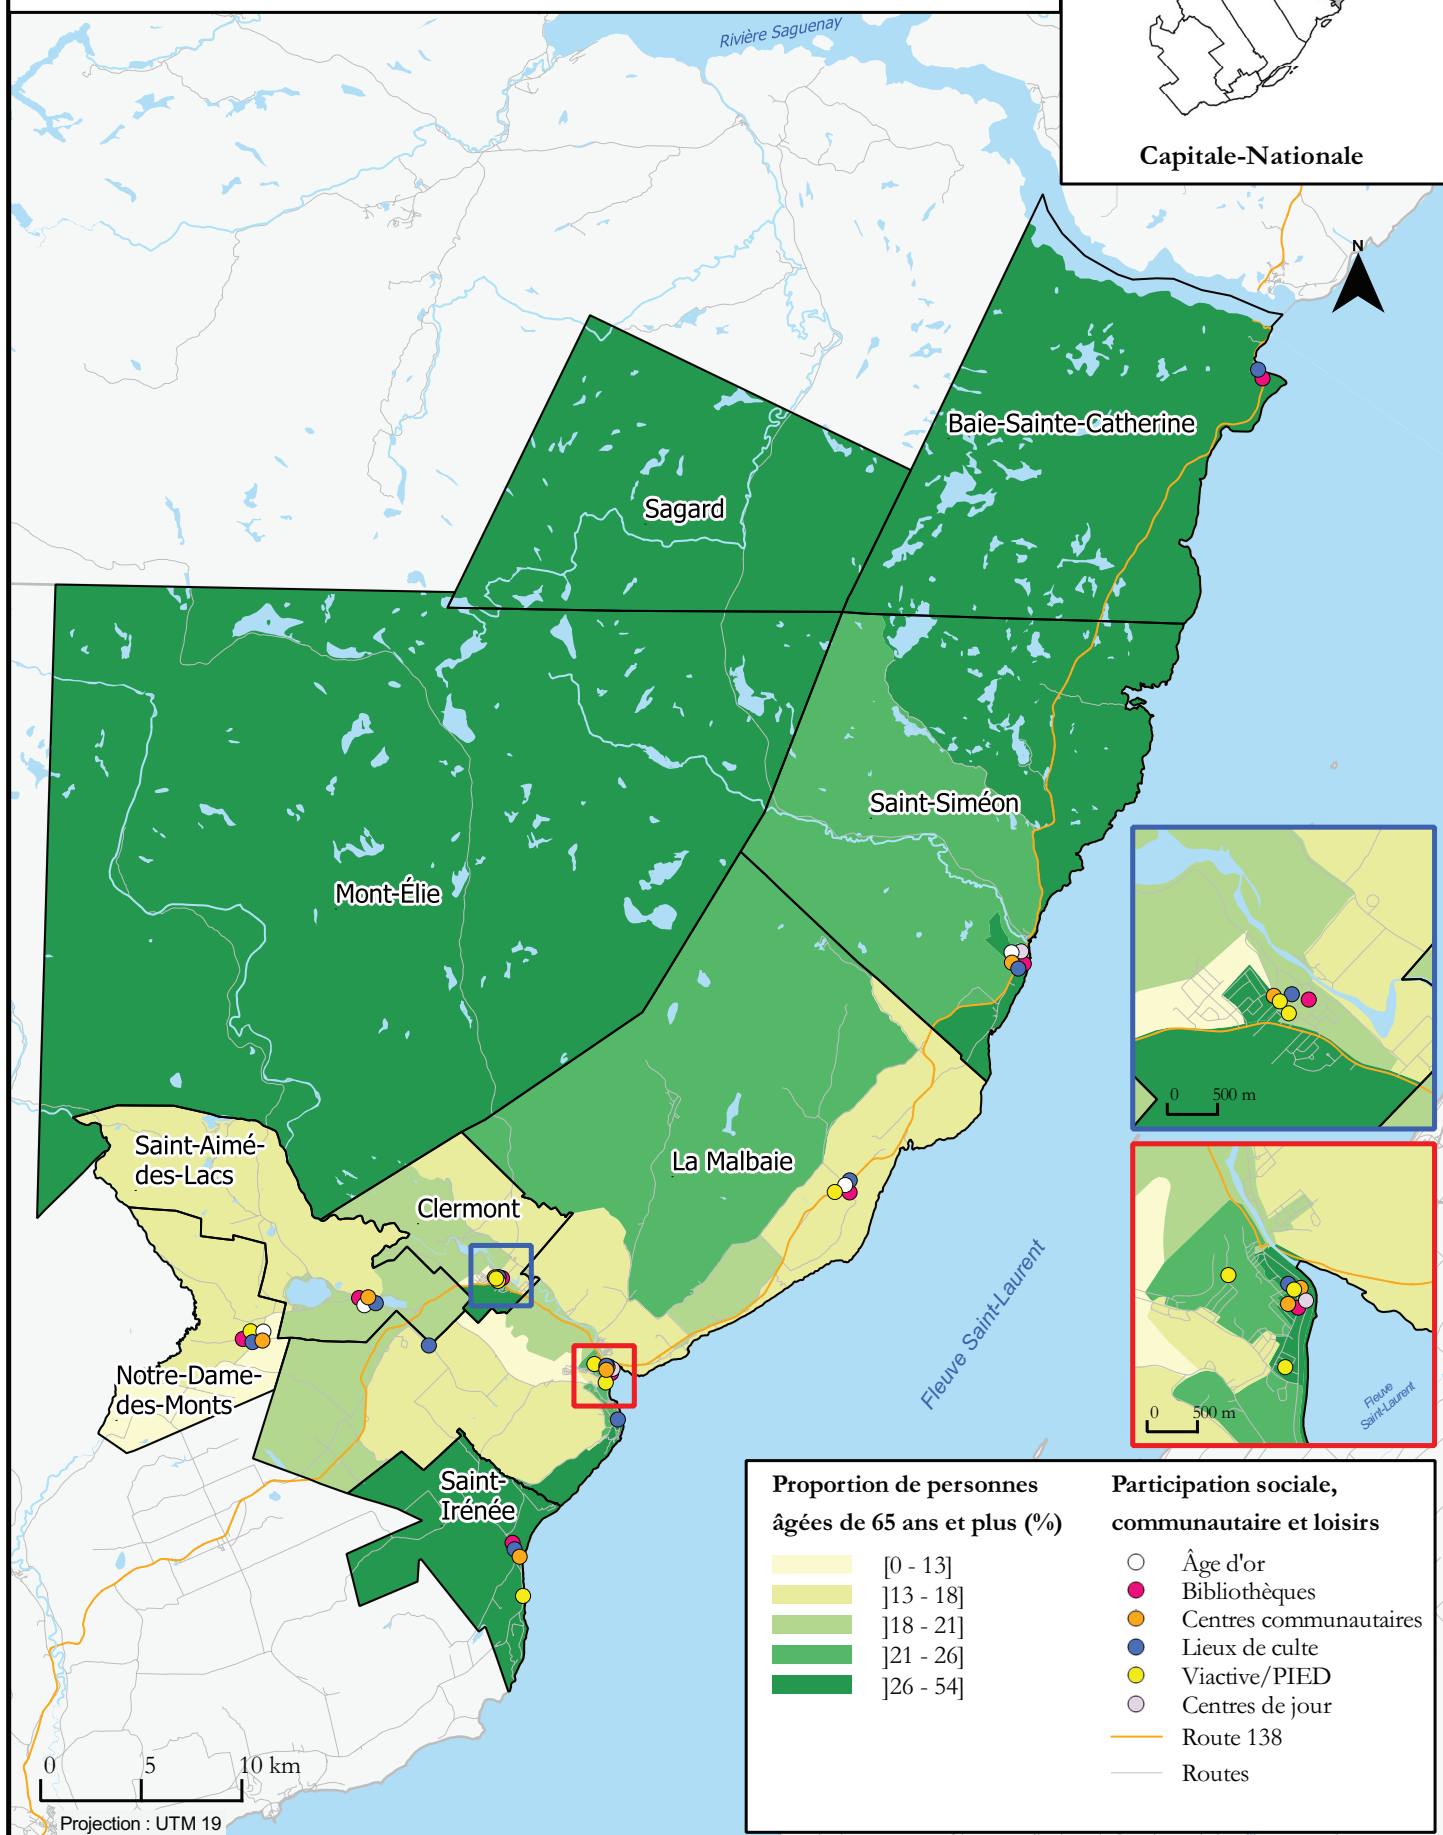 Rivière Saguenay
Capitale-Nationale
N
Baie-Sainte-Catherine
Sagard
Saint-Siméon
Mont-Élie
Saint-Aimé-
des-Lacs
La Malbaie
Clermont
Notre-Dame-
des-Monts
Saint-
Irénée
Fleuve Saint-Laurent
0 500 m
0 500 m
Fleuve
Saint-Laurent
Proportion de personnes
âgées de 65 ans et plus (%)
[0 - 13]
]13 - 18]
]18 - 21]
]21 - 26]
]26 - 54]
Participation sociale,
communautaire et loisirs
Âge d'or
Bibliothèques
Centres communautaires
Lieux de culte
Viactive/PIED
Centres de jour
Route 138
Routes
0 5 10 km
Projection : UTM 19